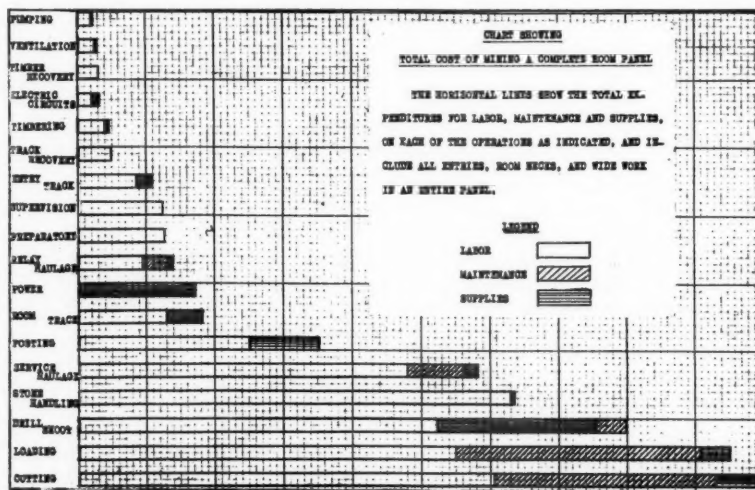 PUMPING
VENTILATION
TIMBER
RECOVERY
ELECTRIC
CIRCUITS
TIMBERING
TRACK
RECOVERY
ENTRY
TRACK
SUPERVISION
PREPARATORY
RELAY
HAULAGE
POWER
ROOM
TRACK
POSTING
SERVICE
HAULAGE
STONE
HANDLING
DRILL
SHOOT
LOADING
CUTTING
CHART SHOWING
TOTAL COST OF MINING A COMPLETE ROOM PANEL
THE HORIZONTAL LINES SHOW THE TOTAL EX-
PENDITURES FOR LABOR, MAINTENANCE AND SUPPLIES,
ON EACH OF THE OPERATIONS AS INDICATED, AND IN-
CLUDE ALL ENTRIES, ROOM NECKS, AND WIDE WORK
IN AN ENTIRE PANEL.
LEGEND
LABOR
MAINTENANCE
SUPPLIES